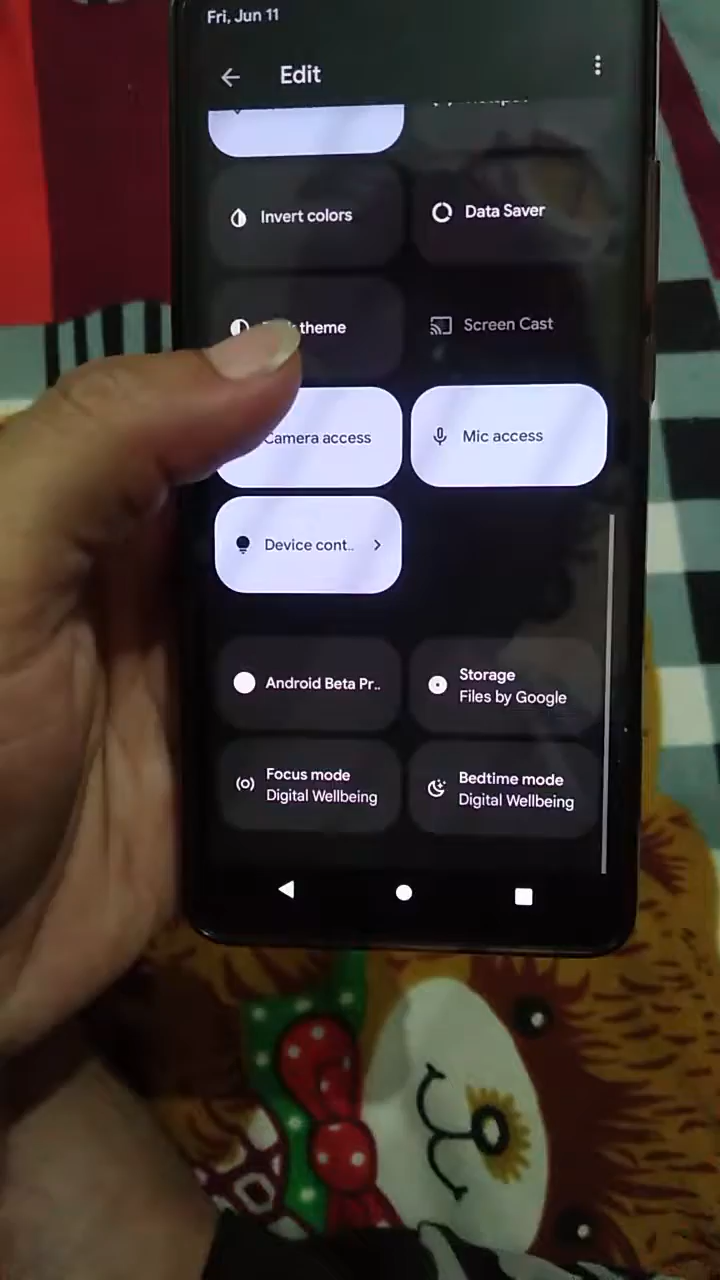 Fri, Jun 11
Edit
Invert colors
Data Saver
theme
Screen Cast
Camera access
Mic access
Device cont..
Android Beta Pr..
Storage
Files by Google
Focus mode
Digital Wellbeing
Bedtime mode
Digital Wellbeing